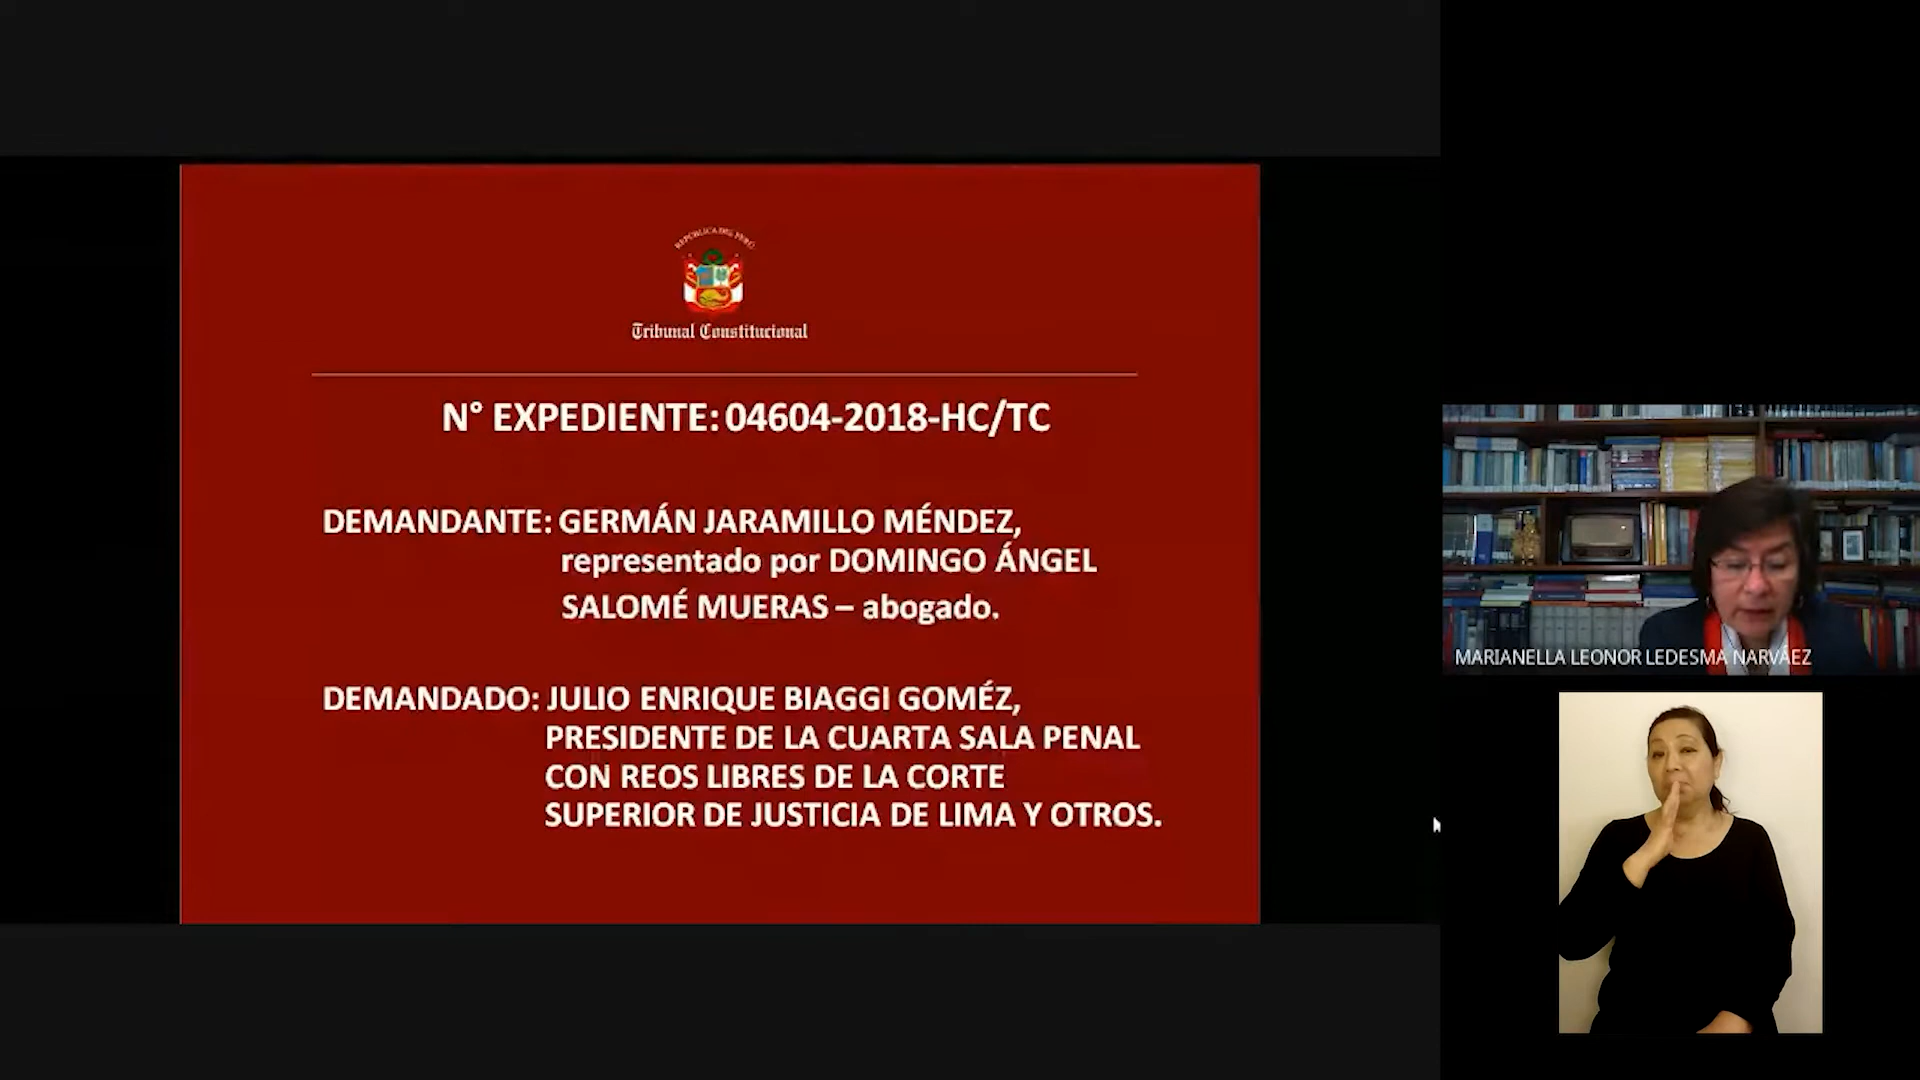 REPÚBLICA DEL PERÚ
Tribunal Constitucional
N° EXPEDIENTE: 04604-2018-HC/TC
DEMANDANTE: GERMÁN JARAMILLO MÉNDEZ,
representado por DOMINGO ÁNGEL
SALOMÉ MUERAS – abogado.
DEMANDADO: JULIO ENRIQUE BIAGGI GOMÉZ,
PRESIDENTE DE LA CUARTA SALA PENAL
CON REOS LIBRES DE LA CORTE
SUPERIOR DE JUSTICIA DE LIMA Y OTROS.
MARIANELLA LEONOR LEDESMA NARVÁEZ